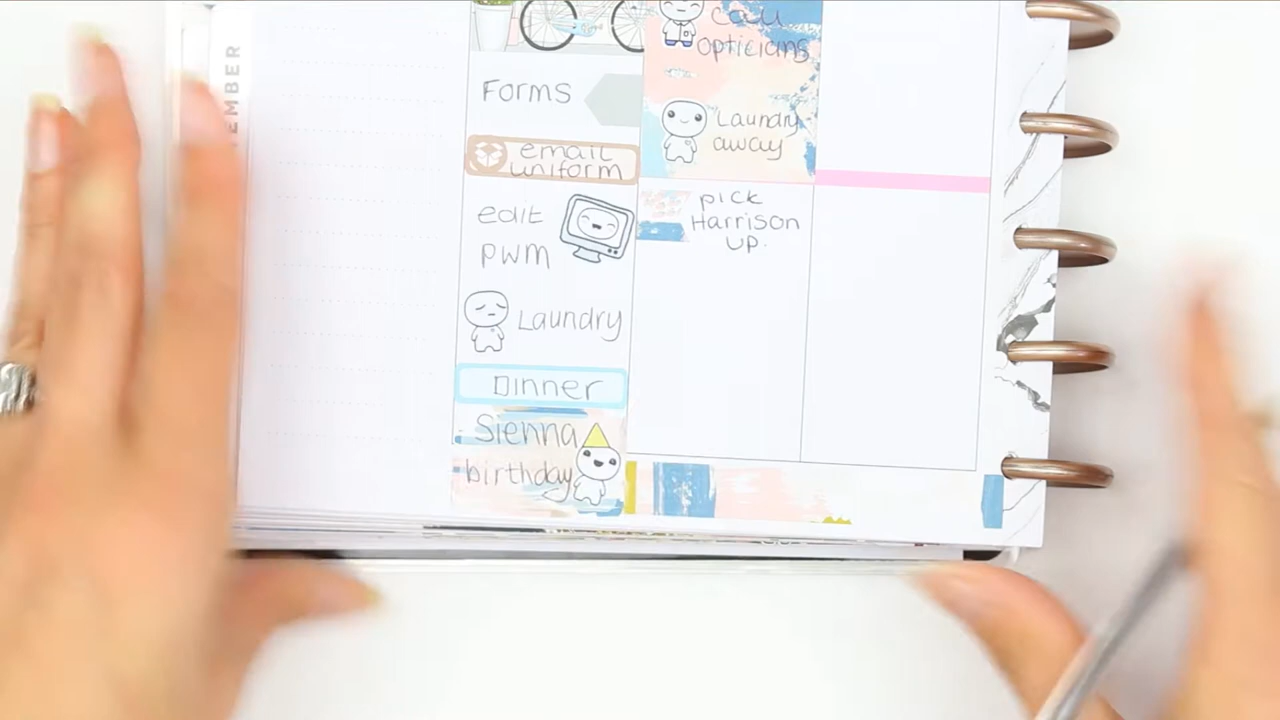 EMBER
Forms
email
uniform
edit
pwm
Laundry
Dinner
Sienna
birthday
call
opticians
Laundry
away
pick
Harrison
up.